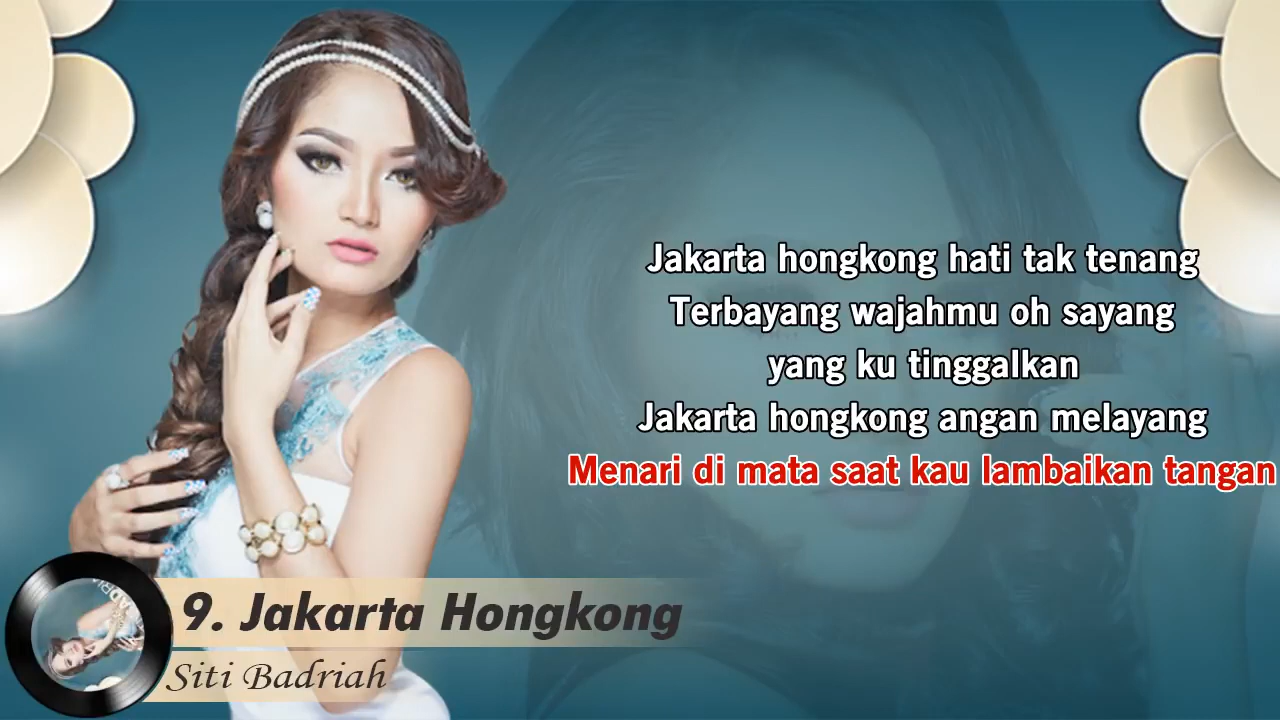 Jakarta hongkong hati tak tenang
Terbayang wajahmu oh sayang
yang ku tinggalkan
Jakarta hongkong angan melayang
Menari di mata saat kau lambaikan tangan
9. Jakarta Hongkong
Siti Badriah